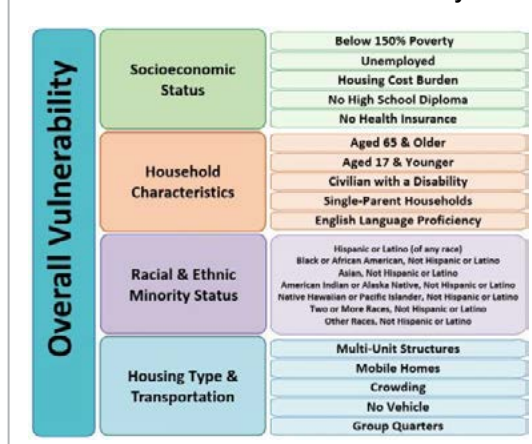 Overall Vulnerability
Socioeconomic
Status
Below 150% Poverty
Unemployed
Housing Cost Burden
No High School Diploma
No Health Insurance
Household
Characteristics
Aged 65 & Older
Aged 17 & Younger
Civilian with a Disability
Single-Parent Households
English Language Proficiency
Racial & Ethnic
Minority Status
Hispanic or Latino (of any race)
Black or African American, Not Hispanic or Latino
Asian, Not Hispanic or Latino
American Indian or Alaska Native, Not Hispanic or Latino
Native Hawaiian or Pacific Islander, Not Hispanic or Latino
Two or More Races, Not Hispanic or Latino
Other Races, Not Hispanic or Latino
Housing Type &
Transportation
Multi-Unit Structures
Mobile Homes
Crowding
No Vehicle
Group Quarters